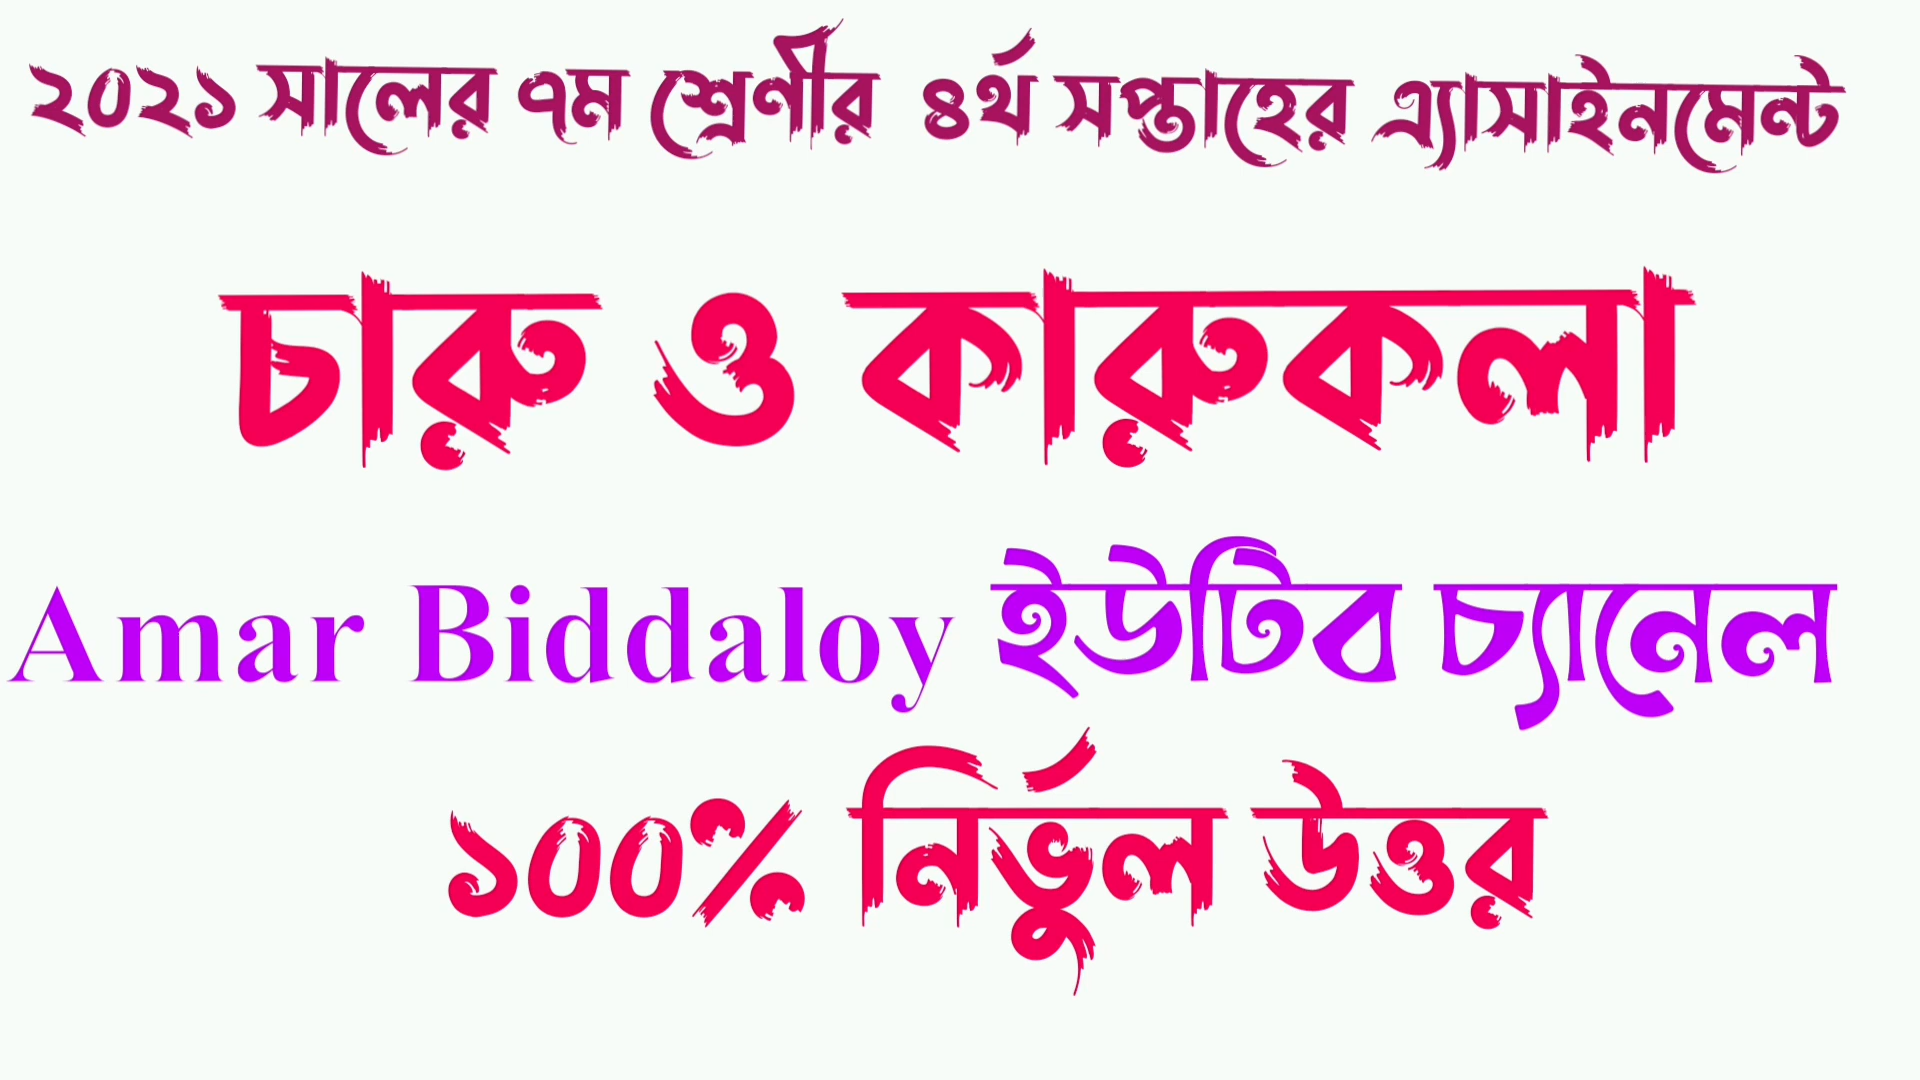 ২০২১ সালের ৭ম শ্রেণীর ৪র্থ সপ্তাহের এ্যাসাইনমেন্ট
চারু ও কারুকলা
Amar Biddaloy ইউটিব চ্যানেল
১০০% নির্ভুল উত্তর